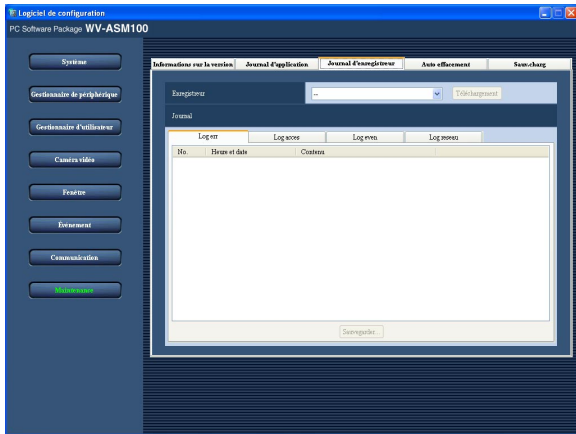 Logiciel de configuration
PC Software Package WV-ASM100
Système
Gestionnaire de périphérique
Gestionnaire d'utilisateur
Caméra vidéo
Fenêtre
Évenement
Communication
Maintenance
Informations sur la version Journal d'application Journal d'enregistreur Auto effacement Sauv.charg
Enregistreur -- Téléchargement
Journal
Log err Log acces Log even Log reseau
No. Heure et date Contenu
Sauvegarder...